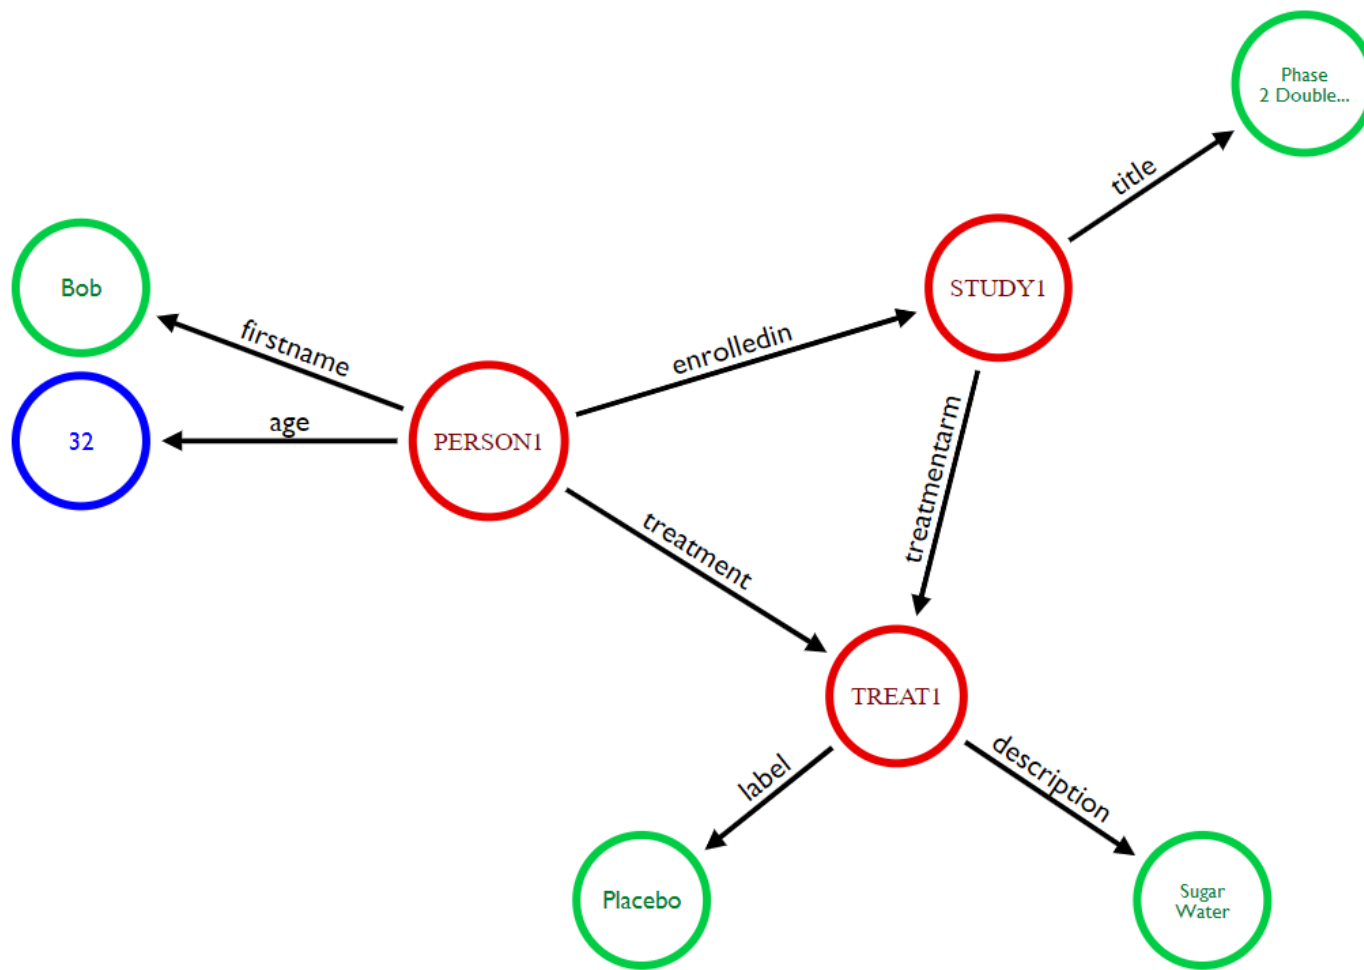 Phase
2 Double...
title
Bob
STUDY1
firstname
enrolledin
age
32
PERSON1
treatmentarm
treatment
TREAT1
label
description
Placebo
Sugar
Water